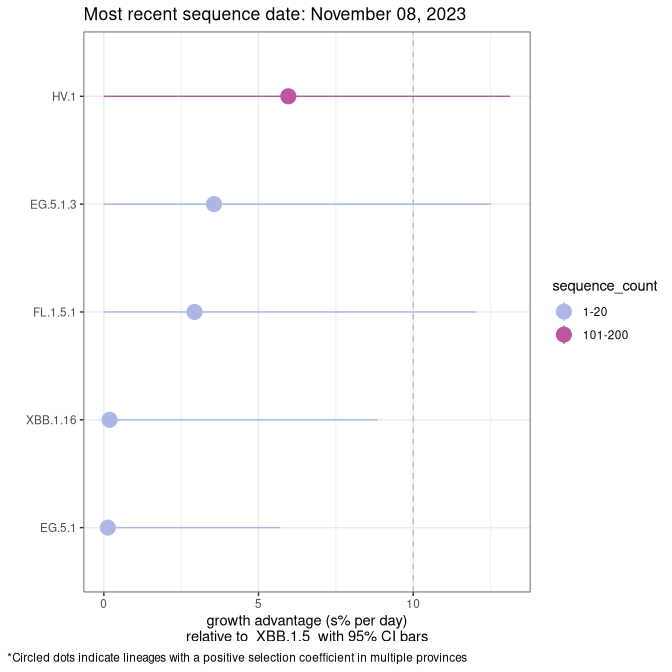 Most recent sequence date: November 08, 2023
HV.1
EG.5.1.3
FL.1.5.1
XBB.1.16
EG.5.1
0 5 10
growth advantage (s% per day)
relative to XBB.1.5 with 95% CI bars
sequence_count
1-20
101-200
*Circled dots indicate lineages with a positive selection coefficient in multiple provinces